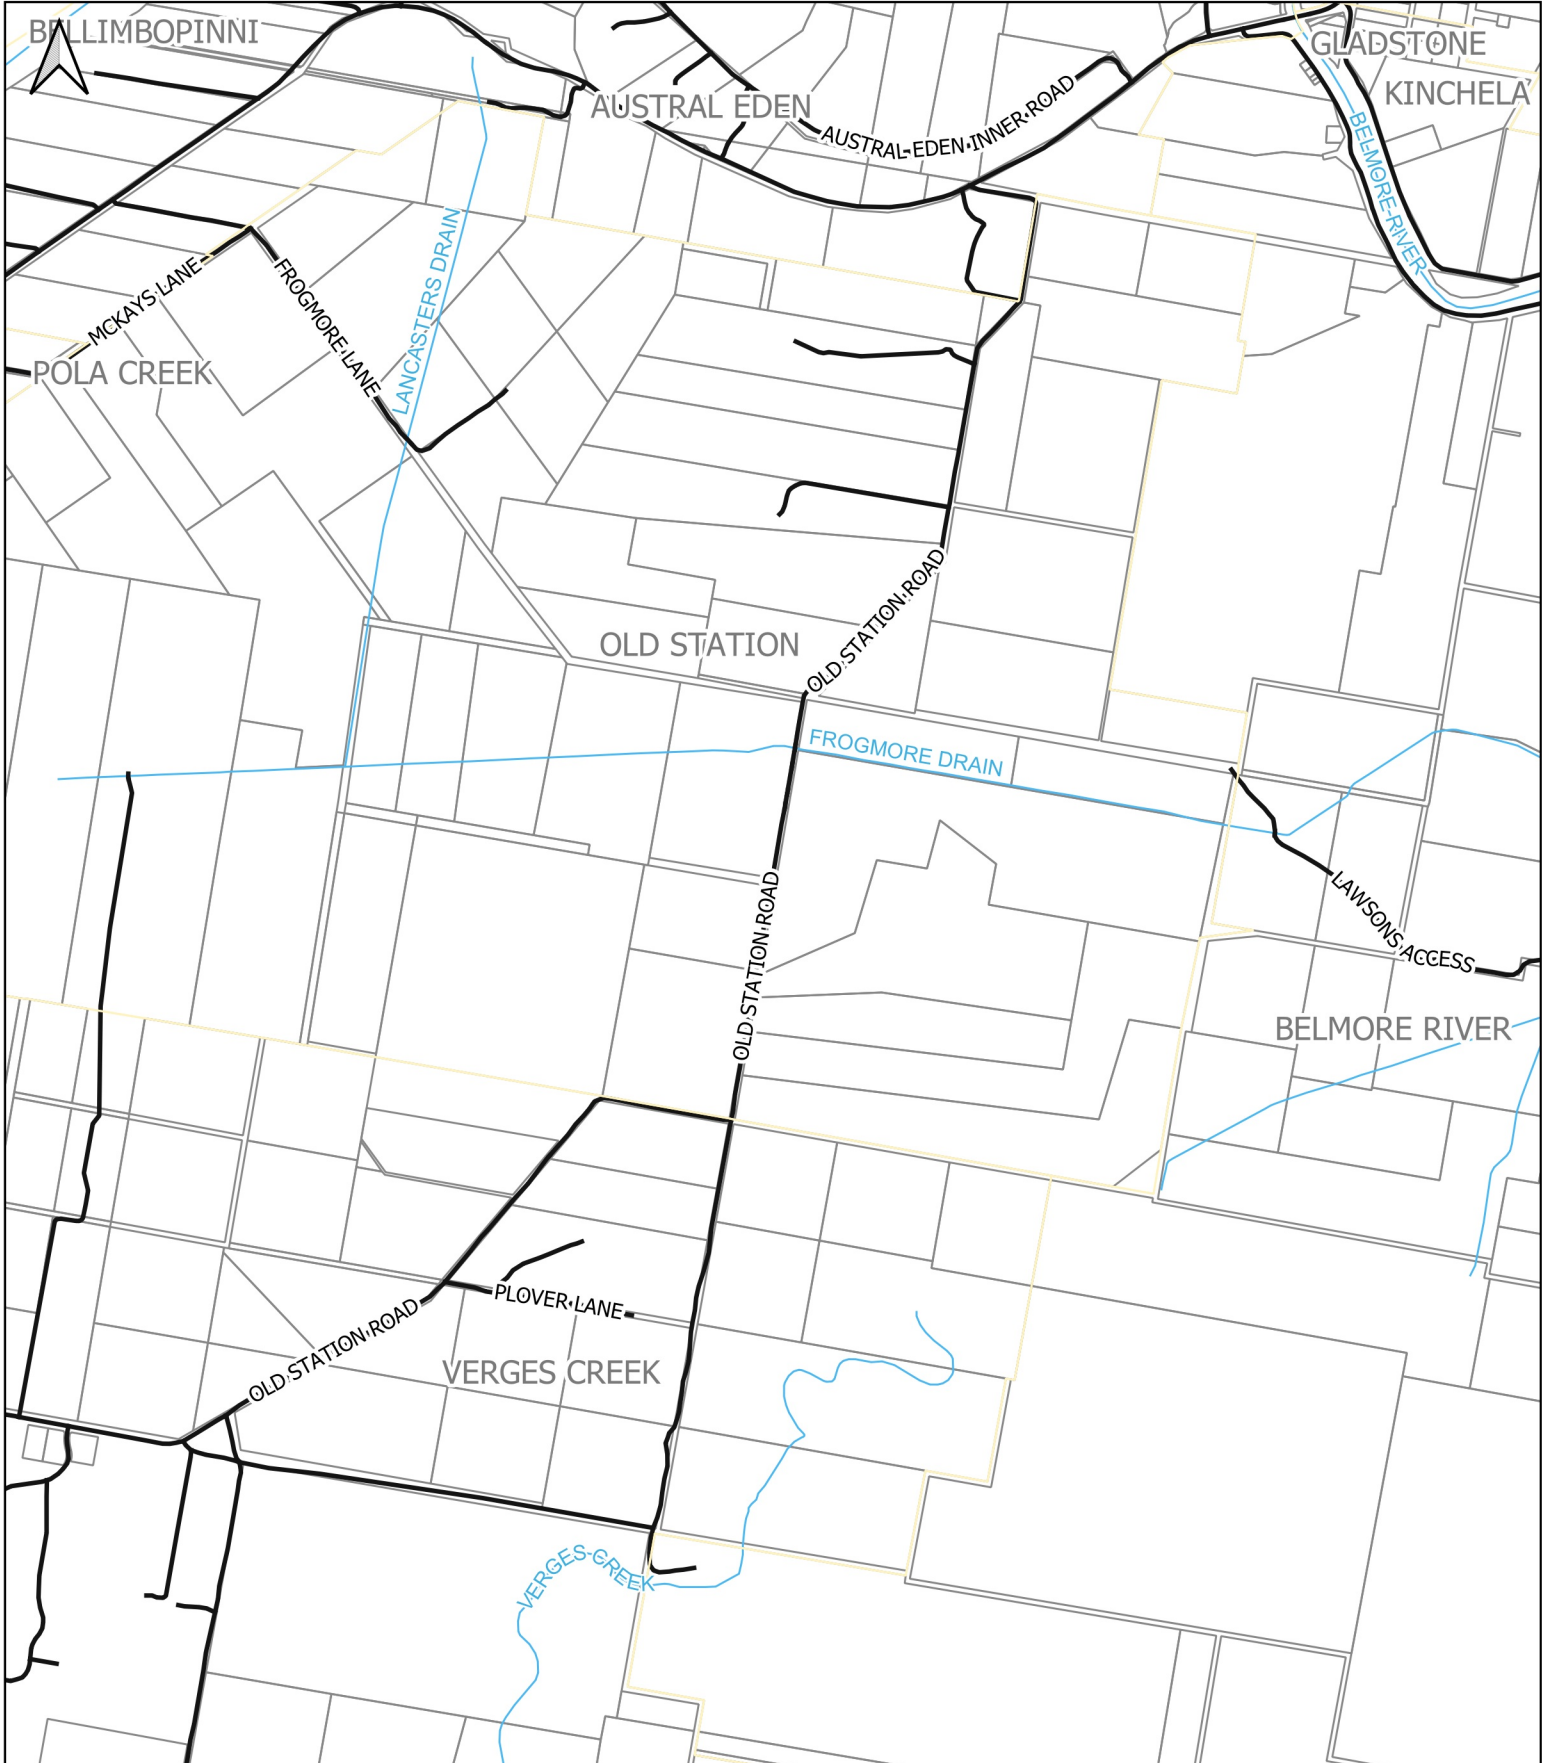 BELLIMBOPINNI
GLADSTONE
KINCHELA
AUSTRAL EDEN
AUSTRAL EDEN INNER ROAD
BELMORE RIVER
LANCASTERS DRAIN
MCKAYS LANE
FROGMORE LANE
POLA CREEK
OLD STATION ROAD
OLD STATION
FROGMORE DRAIN
OLD STATION ROAD
LAWSONS ACCESS
BELMORE RIVER
PLOVER LANE
OLD STATION ROAD
VERGES CREEK
VERGES CREEK